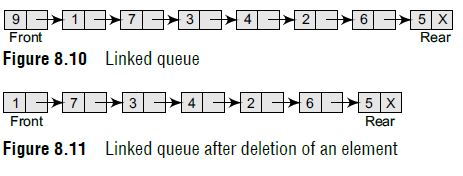 9 1 7 3 4 2 6 5 X
Front Rear
Figure 8.10 Linked queue
1 7 3 4 2 6 5 X
Front Rear
Figure 8.11 Linked queue after deletion of an element